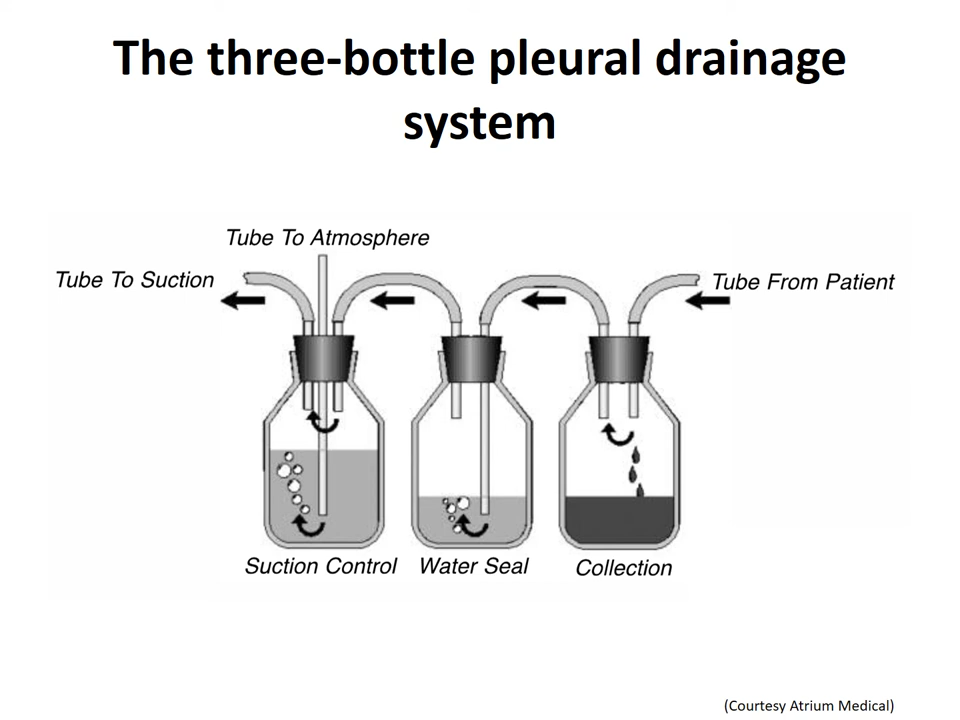 The three-bottle pleural drainage
system
Tube To Atmosphere
Tube To Suction
Tube From Patient
Suction Control
Water Seal
Collection
(Courtesy Atrium Medical)